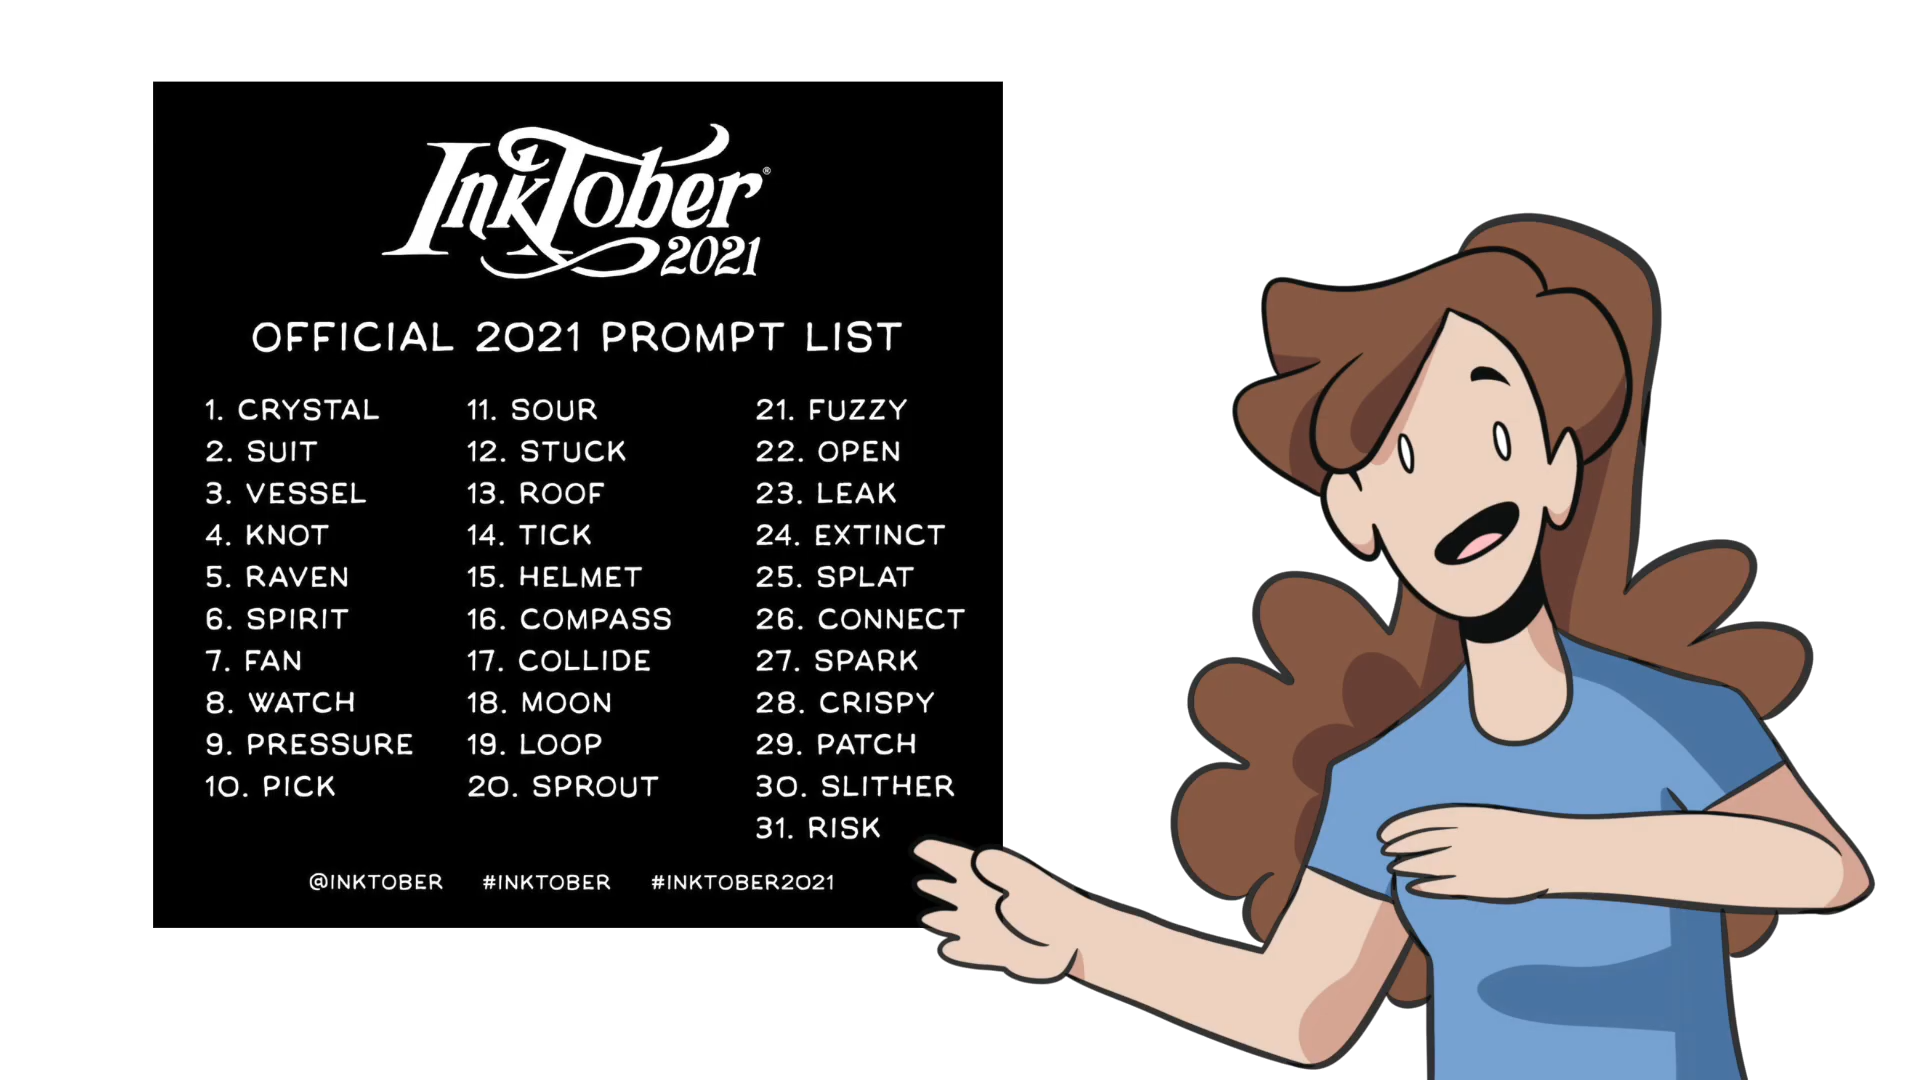 InkTober®
2021
OFFICIAL 2021 PROMPT LIST
1. CRYSTAL
2. SUIT
3. VESSEL
4. KNOT
5. RAVEN
6. SPIRIT
7. FAN
8. WATCH
9. PRESSURE
10. PICK
11. SOUR
12. STUCK
13. ROOF
14. TICK
15. HELMET
16. COMPASS
17. COLLIDE
18. MOON
19. LOOP
20. SPROUT
21. FUZZY
22. OPEN
23. LEAK
24. EXTINCT
25. SPLAT
26. CONNECT
27. SPARK
28. CRISPY
29. PATCH
30. SLITHER
31. RISK
@INKTOBER #INKTOBER #INKTOBER2021